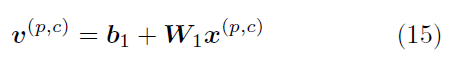 v^{(p,c)} = b_1 + W_1 x^{(p,c)} (15)